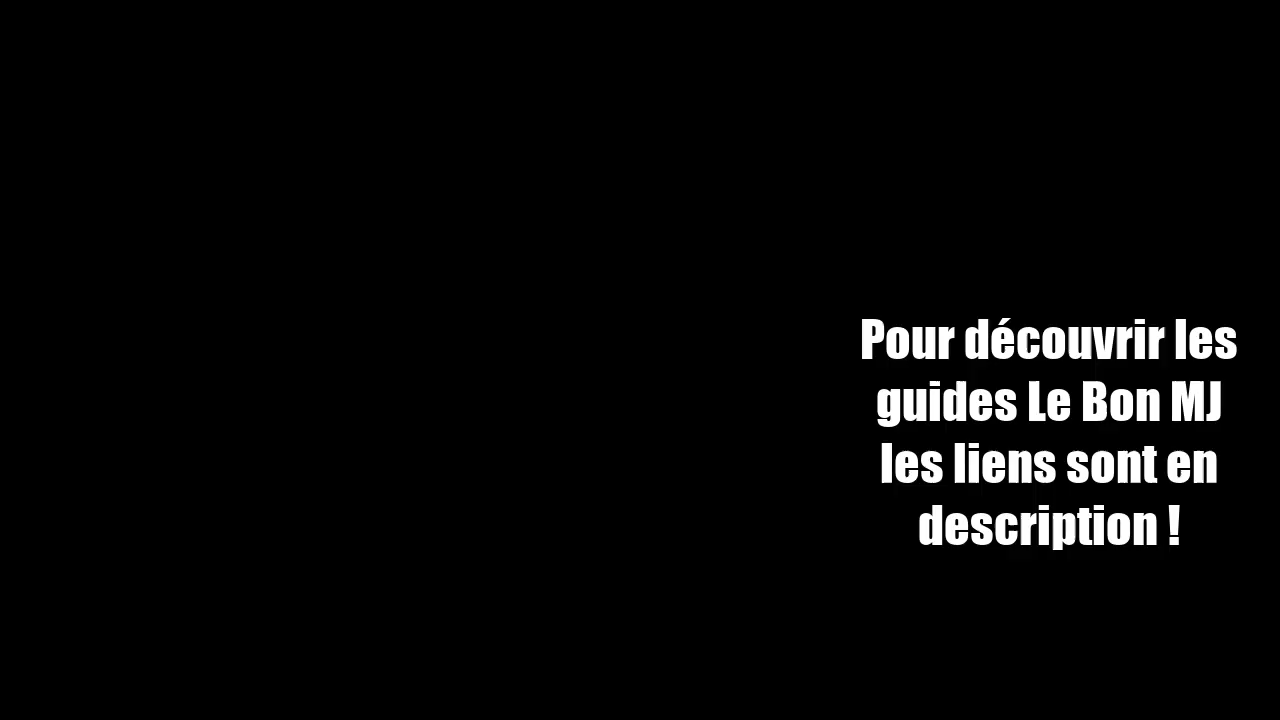 Pour découvrir les
guides Le Bon MJ
les liens sont en
description !